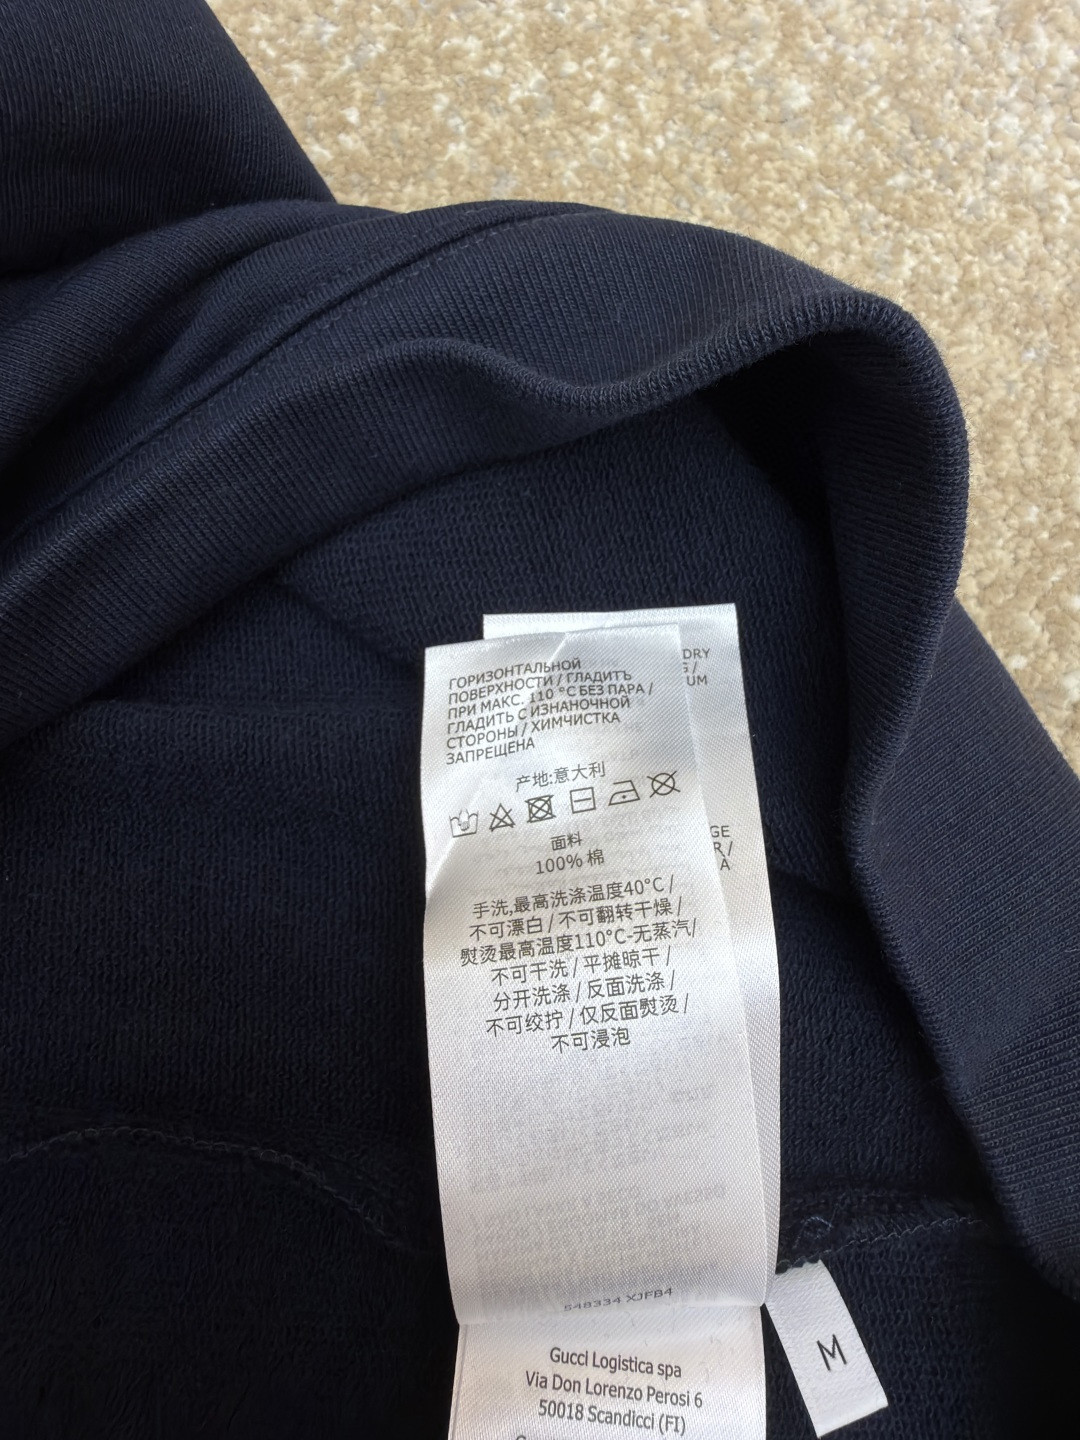 ГОРИЗОНТАЛЬНОЙ
ПОВЕРХНОСТИ / ГЛАДИТЪ
ПРИ МАКС. 110 °C БЕЗ ПАРА /
ГЛАДИТЬ С ИЗНАНОЧНОЙ
СТОРОНЫ / ХИМЧИСТКА
ЗАПРЕЩЕНА
产地:意大利
面料
100% 棉
手洗,最高洗涤温度40°C /
不可漂白 / 不可翻转干燥 /
熨烫最高温度110°C-无蒸汽/
不可干洗 / 平摊晾干 /
分开洗涤 / 反面洗涤 /
不可绞拧 / 仅反面熨烫 /
不可浸泡
548334 XJFB4
Gucci Logistica spa
Via Don Lorenzo Perosi 6
50018 Scandicci (FI)
M
DRY
/
UM
GE
R /
A